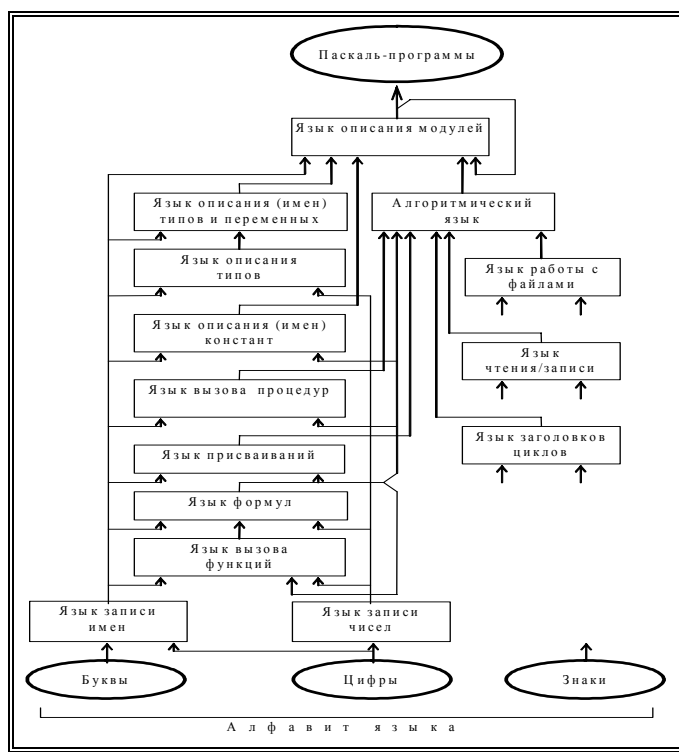 Паскаль-программы
Язык описания модулей
Язык описания (имен)
типов и переменных
Алгоритмический
язык
Язык описания
типов
Язык работы с
файлами
Язык описания (имен)
констант
Язык
чтения/записи
Язык вызова процедур
Язык заголовков
циклов
Язык присваиваний
Язык формул
Язык вызова
функций
Язык записи
имен
Язык записи
чисел
Буквы
Цифры
Знаки
Алфавит языка